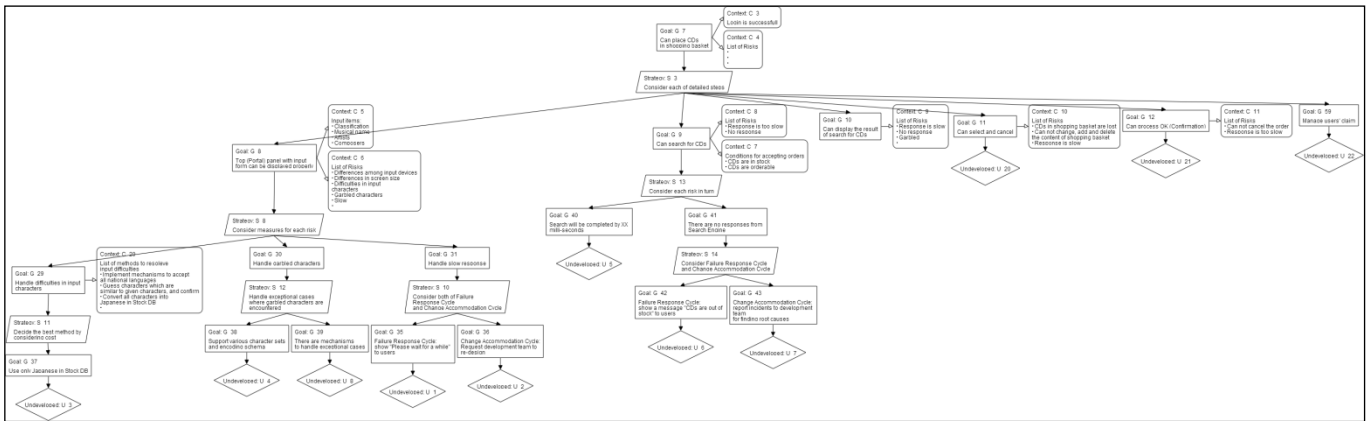 Context: C 3
Login is successfull
Goal: G 7
Can place CDs
in shopping basket
Context: C 4
List of Risks
・
・
・
Strategy: S 3
Consider each of detailed steps
Context: C 5
Input items:
・Classification
・Musical name
・Artists
・Composers
Goal: G 8
Top (Portal) panel with input
form can be displayed properl
Context: C 6
List of Risks
・Differences among input devices
・Differences in screen size
・Difficulties in input
characters
・Garbled characters
・Slow
・
Context: C 8
List of Risks
・Response is too slow
・No response
Goal: G 9
Can search for CDs
Context: C 7
Conditions for accepting orders
・CDs are in stock
・CDs are orderable
Goal: G 10
Can display the result
of search for CDs
Context: C 9
List of Risks
・Response is slow
・No response
・Garbled
・
Goal: G 11
Can select and cancel
Context: C 10
List of Risks
・CDs in shopping basket are lost
・Can not change, add and delete
the content of shopping basket
・Response is slow
Goal: G 12
Can process OK (Confirmation)
Context: C 11
List of Risks
・Can not cancel the order
・Response is too slow
Goal: G 59
Manage users' claim
Undeveloped: U 20
Undeveloped: U 21
Undeveloped: U 22
Strategy: S 8
Consider measures for each risk
Strategy: S 13
Consider each risk in turn
Goal: G 40
Search will be completed by XX
milli-seconds
Goal: G 41
There are no responses from
Search Engine
Undeveloped: U 5
Strategy: S 14
Consider Failure Response Cycle
and Change Accommodation Cycle
Goal: G 42
Failure Response Cycle:
show a message "CDs are out of
stock" to users
Goal: G 43
Change Accommodation Cycle:
report incidents to development
team
for finding root causes
Undeveloped: U 6
Undeveloped: U 7
Goal: G 29
Handle difficulties in input
characters
List of methods to resoleve
input difficulties
・Implement mechanisms to accept
all national languages
・Guess characters which are
similar to given characters, and confirm
・Convert all characters into
Japanese in Stock DB
Goal: G 30
Handle garbled characters
Goal: G 31
Handle slow response
Strategy: S 11
Decide the best method by
considering cost
Strategy: S 12
Handle exceptional cases
where garbled characters are
encountered
Strategy: S 10
Consider both of Failure
Response Cycle
and Change Accommodation Cycle
Goal: G 37
Use only Japanese in Stock DB
Goal: G 38
Support various character sets
and encoding schema
Goal: G 39
There are mechanisms
to handle exceptional cases
Goal: G 35
Failure Response Cycle:
show "Please wait for a while"
to users
Goal: G 36
Change Accommodation Cycle:
Request development team to
re-design
Undeveloped: U 3
Undeveloped: U 4
Undeveloped: U 8
Undeveloped: U 1
Undeveloped: U 2